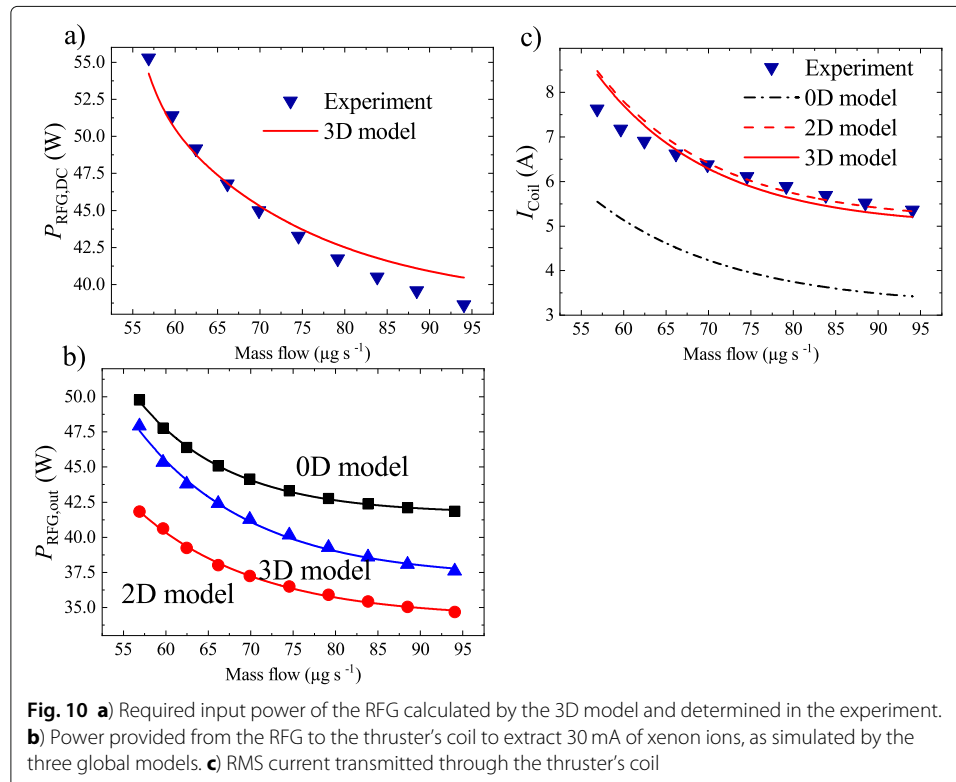 a)
55.0
52.5
50.0
47.5
45.0
42.5
40.0
P_RFG,DC (W)
Experiment
3D model
55 60 65 70 75 80 85 90 95
Mass flow (μg s⁻¹)
c)
8
7
6
5
4
3
I_Coil (A)
Experiment
0D model
2D model
3D model
55 60 65 70 75 80 85 90 95
Mass flow (μg s⁻¹)
b)
50.0
47.5
45.0
42.5
40.0
37.5
35.0
P_RFG,out (W)
0D model
3D model
2D model
55 60 65 70 75 80 85 90 95
Mass flow (μg s⁻¹)
Fig. 10 a) Required input power of the RFG calculated by the 3D model and determined in the experiment.
b) Power provided from the RFG to the thruster's coil to extract 30 mA of xenon ions, as simulated by the
three global models. c) RMS current transmitted through the thruster's coil